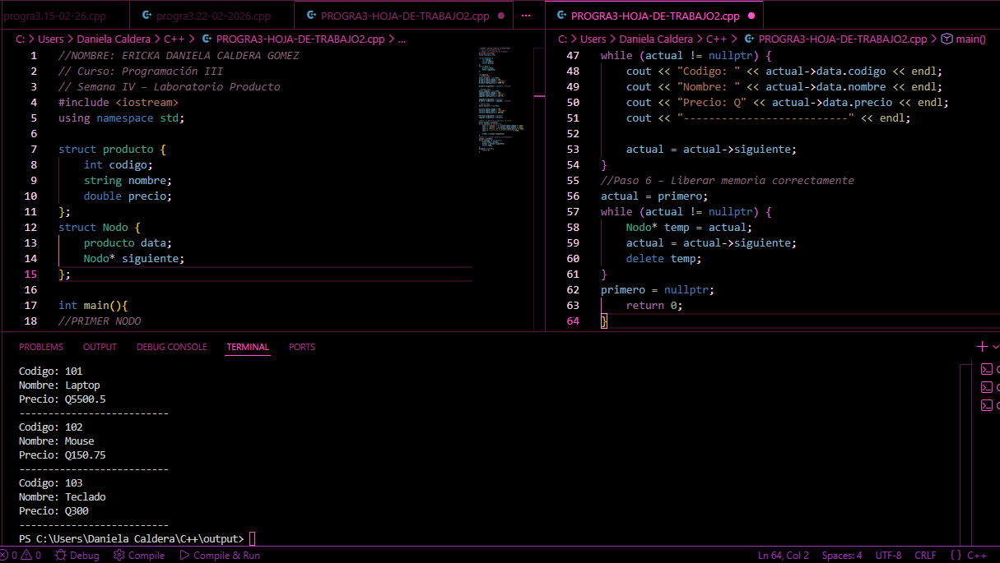 progra3.15-02-26.cpp
progra3.22-02-2026.cpp
PROGRA3-HOJA-DE-TRABAJO2.cpp
PROGRA3-HOJA-DE-TRABAJO2.cpp
C: > Users > Daniela Caldera > C++ > PROGRA3-HOJA-DE-TRABAJO2.cpp > ...
1 //NOMBRE: ERICKA DANIELA CALDERA GOMEZ
2 // Curso: Programación III
3 // Semana IV – Laboratorio Producto
4 #include <iostream>
5 using namespace std;
6
7 struct producto {
8     int codigo;
9     string nombre;
10     double precio;
11 };
12 struct Nodo {
13     producto data;
14     Nodo* siguiente;
15 };
16
17 int main(){
18 //PRIMER NODO
C: > Users > Daniela Caldera > C++ > PROGRA3-HOJA-DE-TRABAJO2.cpp > main()
47 while (actual != nullptr) {
48     cout << "Codigo: " << actual->data.codigo << endl;
49     cout << "Nombre: " << actual->data.nombre << endl;
50     cout << "Precio: Q" << actual->data.precio << endl;
51     cout << "--------------------------" << endl;
52
53     actual = actual->siguiente;
54 }
55 //Paso 6 – Liberar memoria correctamente
56 actual = primero;
57 while (actual != nullptr) {
58     Nodo* temp = actual;
59     actual = actual->siguiente;
60     delete temp;
61 }
62 primero = nullptr;
63     return 0;
64 }
PROBLEMS OUTPUT DEBUG CONSOLE TERMINAL PORTS
Codigo: 101
Nombre: Laptop
Precio: Q5500.5
--------------------------
Codigo: 102
Nombre: Mouse
Precio: Q150.75
--------------------------
Codigo: 103
Nombre: Teclado
Precio: Q300
--------------------------
PS C:\Users\Daniela Caldera\C++\output>
0 0 Debug Compile Compile & Run Ln 64, Col 2 Spaces: 4 UTF-8 CRLF {} C++